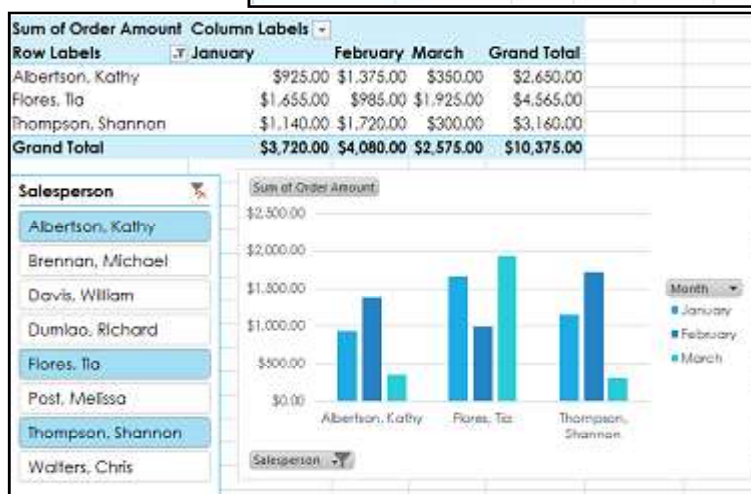 Sum of Order Amount Column Labels
Row Labels January February March Grand Total
Albertson, Kathy $925.00 $1,375.00 $350.00 $2,650.00
Flores, Tia $1,655.00 $985.00 $1,925.00 $4,565.00
Thompson, Shannon $1,140.00 $1,720.00 $300.00 $3,160.00
Grand Total $3,720.00 $4,080.00 $2,575.00 $10,375.00
Salesperson
Albertson, Kathy
Brennan, Michael
Davis, William
Dumlao, Richard
Flores, Tia
Post, Melissa
Thompson, Shannon
Walters, Chris
Sum of Order Amount
$2,500.00
$2,000.00
$1,500.00
$1,000.00
$500.00
$0.00
Albertson, Kathy Flores, Tia Thompson,
Shannon
Month
January
February
March
Salesperson